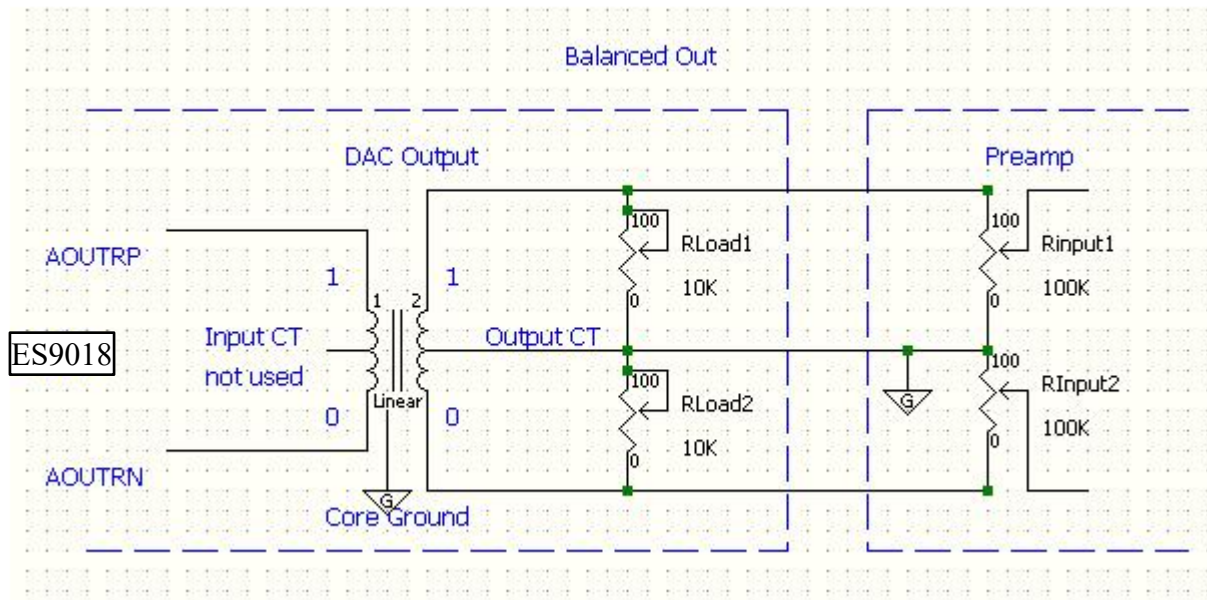 Balanced Out
DAC Output
Preamp
AOUTRP
1
1
2
1
100
RLoad1
10K
0
100
Rinput1
100K
0
ES9018
Input CT
not used
Output CT
Linear
0
0
G
Core Ground
AOUTRN
100
RLoad2
10K
0
G
100
RInput2
100K
0